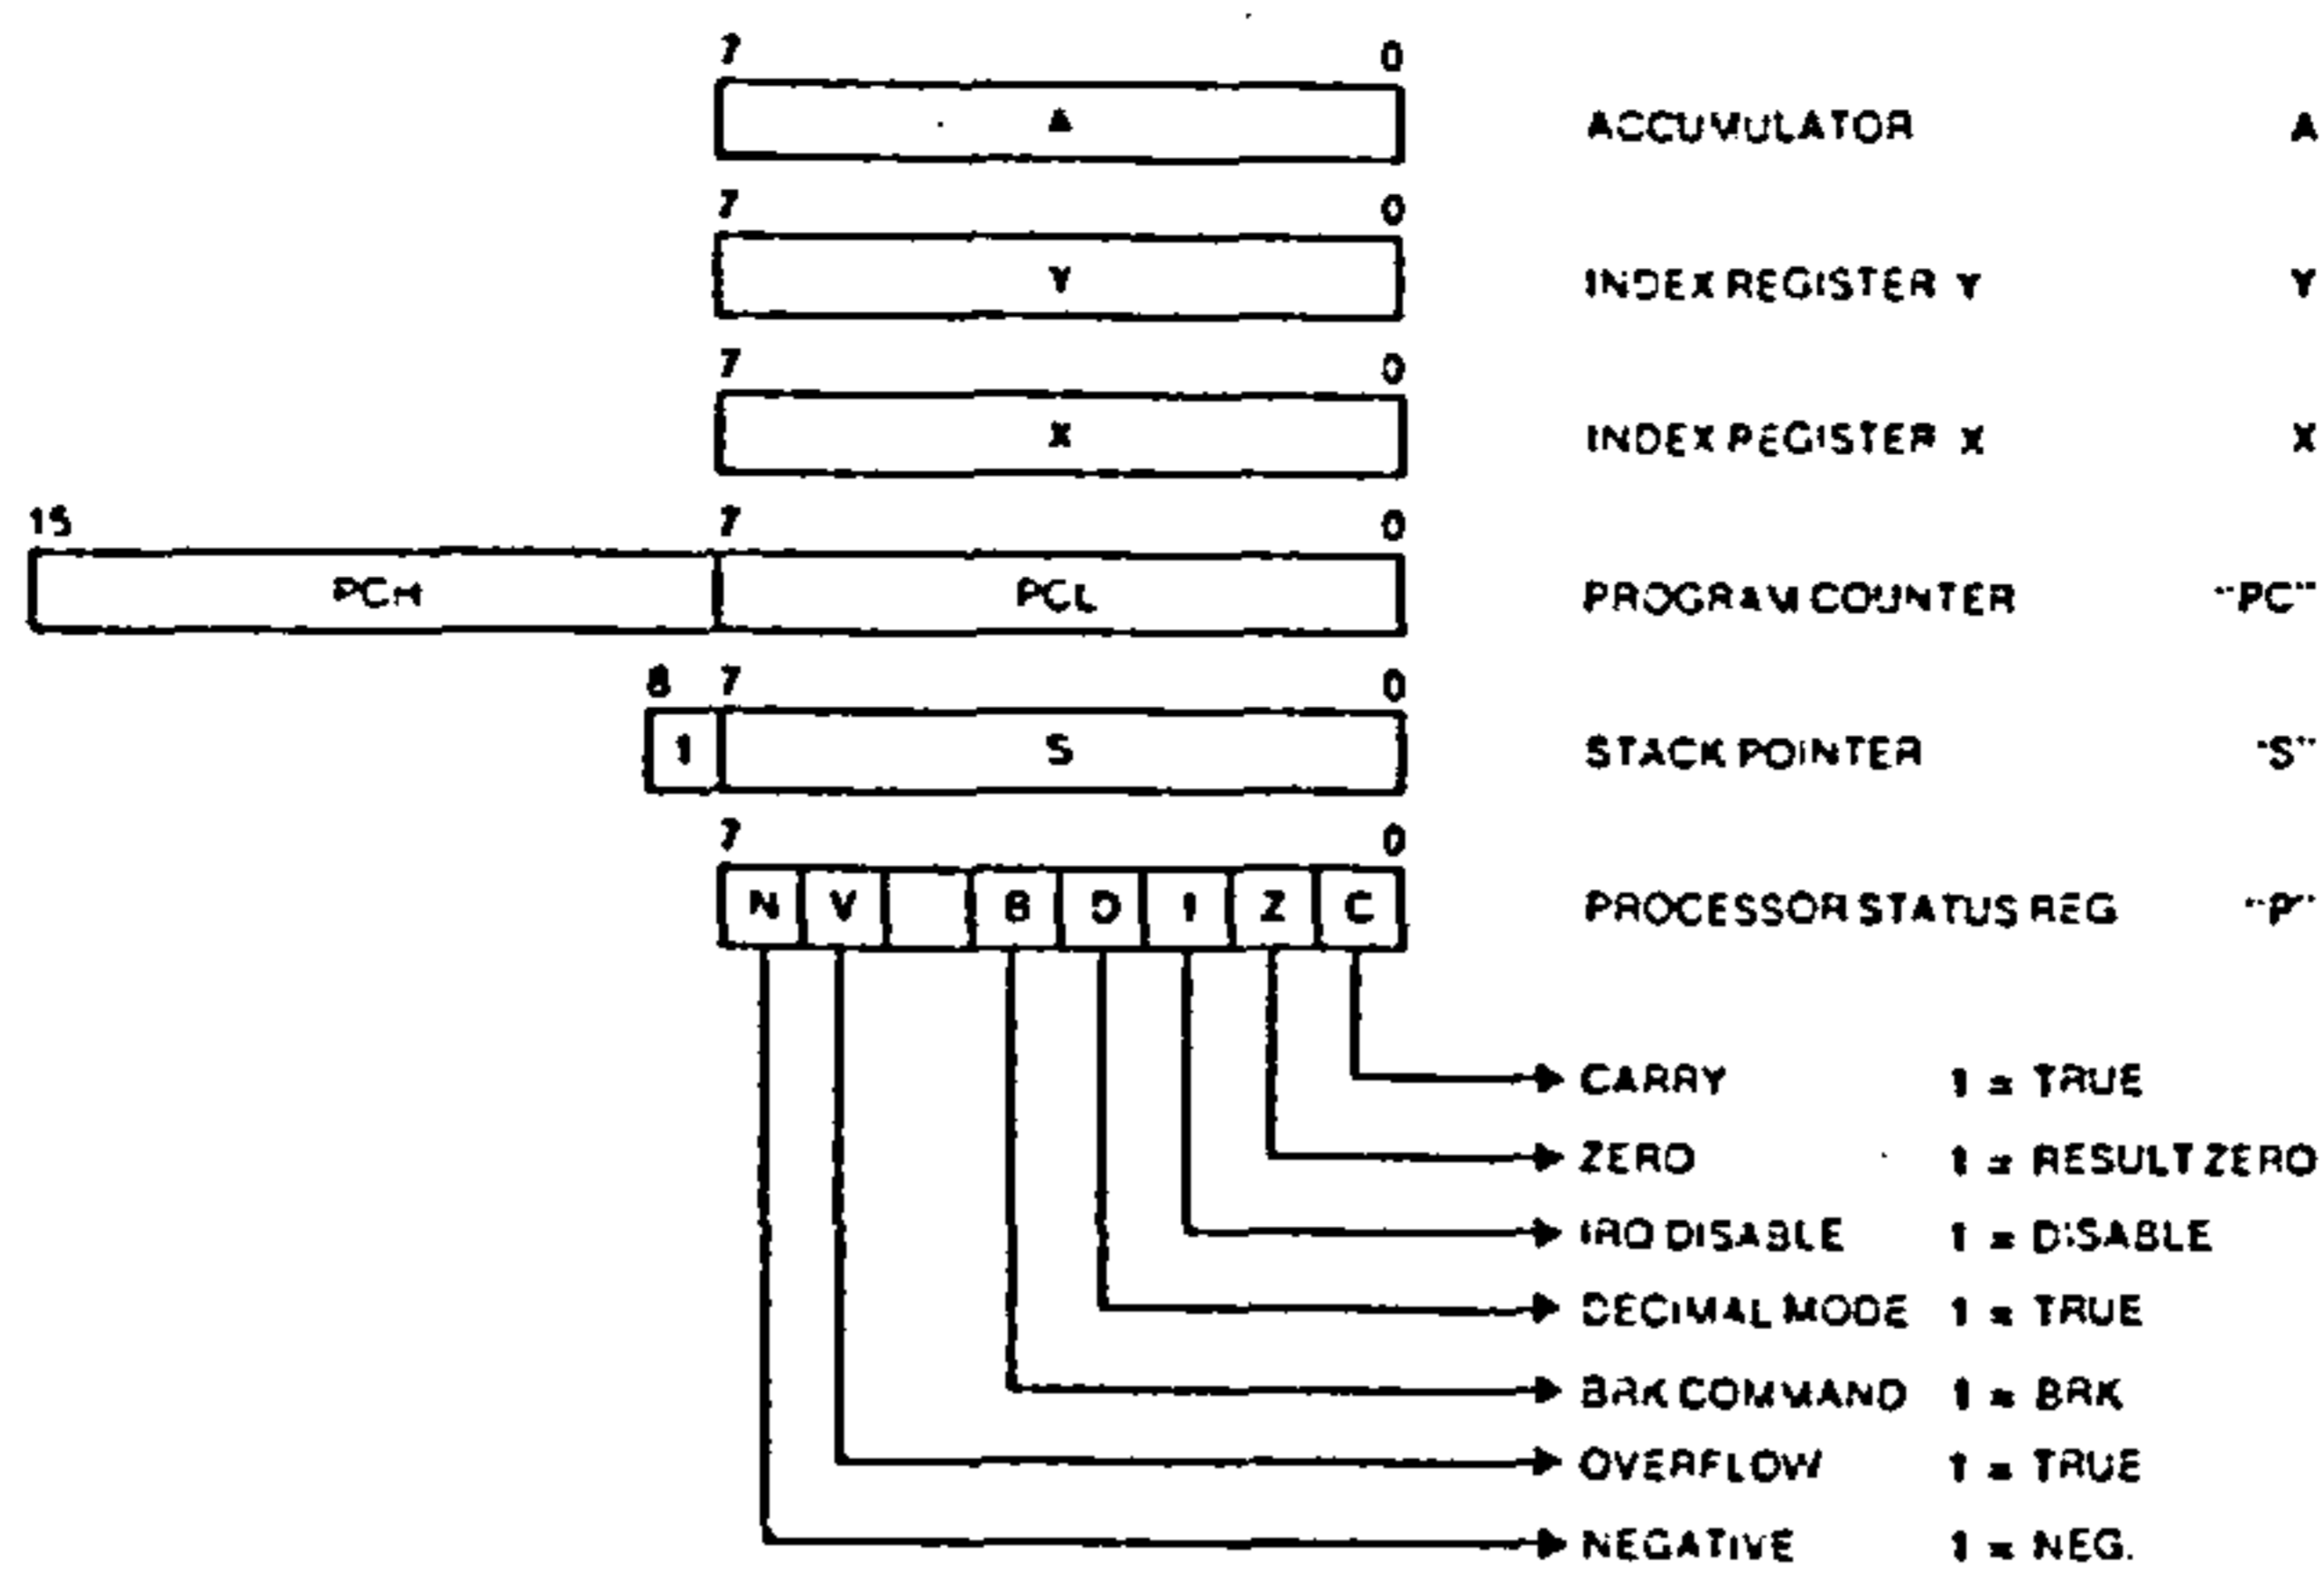 7 0
A ACCUMULATOR A
7 0
Y INDEX REGISTER Y Y
7 0
X INDEX REGISTER X X
15 7 0
PCH PCL PROGRAM COUNTER "PC"
8 7 0
1 S STACK POINTER "S"
7 0
N V B D I Z C PROCESSOR STATUS REG "P"
CARRY 1 = TRUE
ZERO 1 = RESULT ZERO
IRQ DISABLE 1 = DISABLE
DECIMAL MODE 1 = TRUE
BRK COMMAND 1 = BRK
OVERFLOW 1 = TRUE
NEGATIVE 1 = NEG.